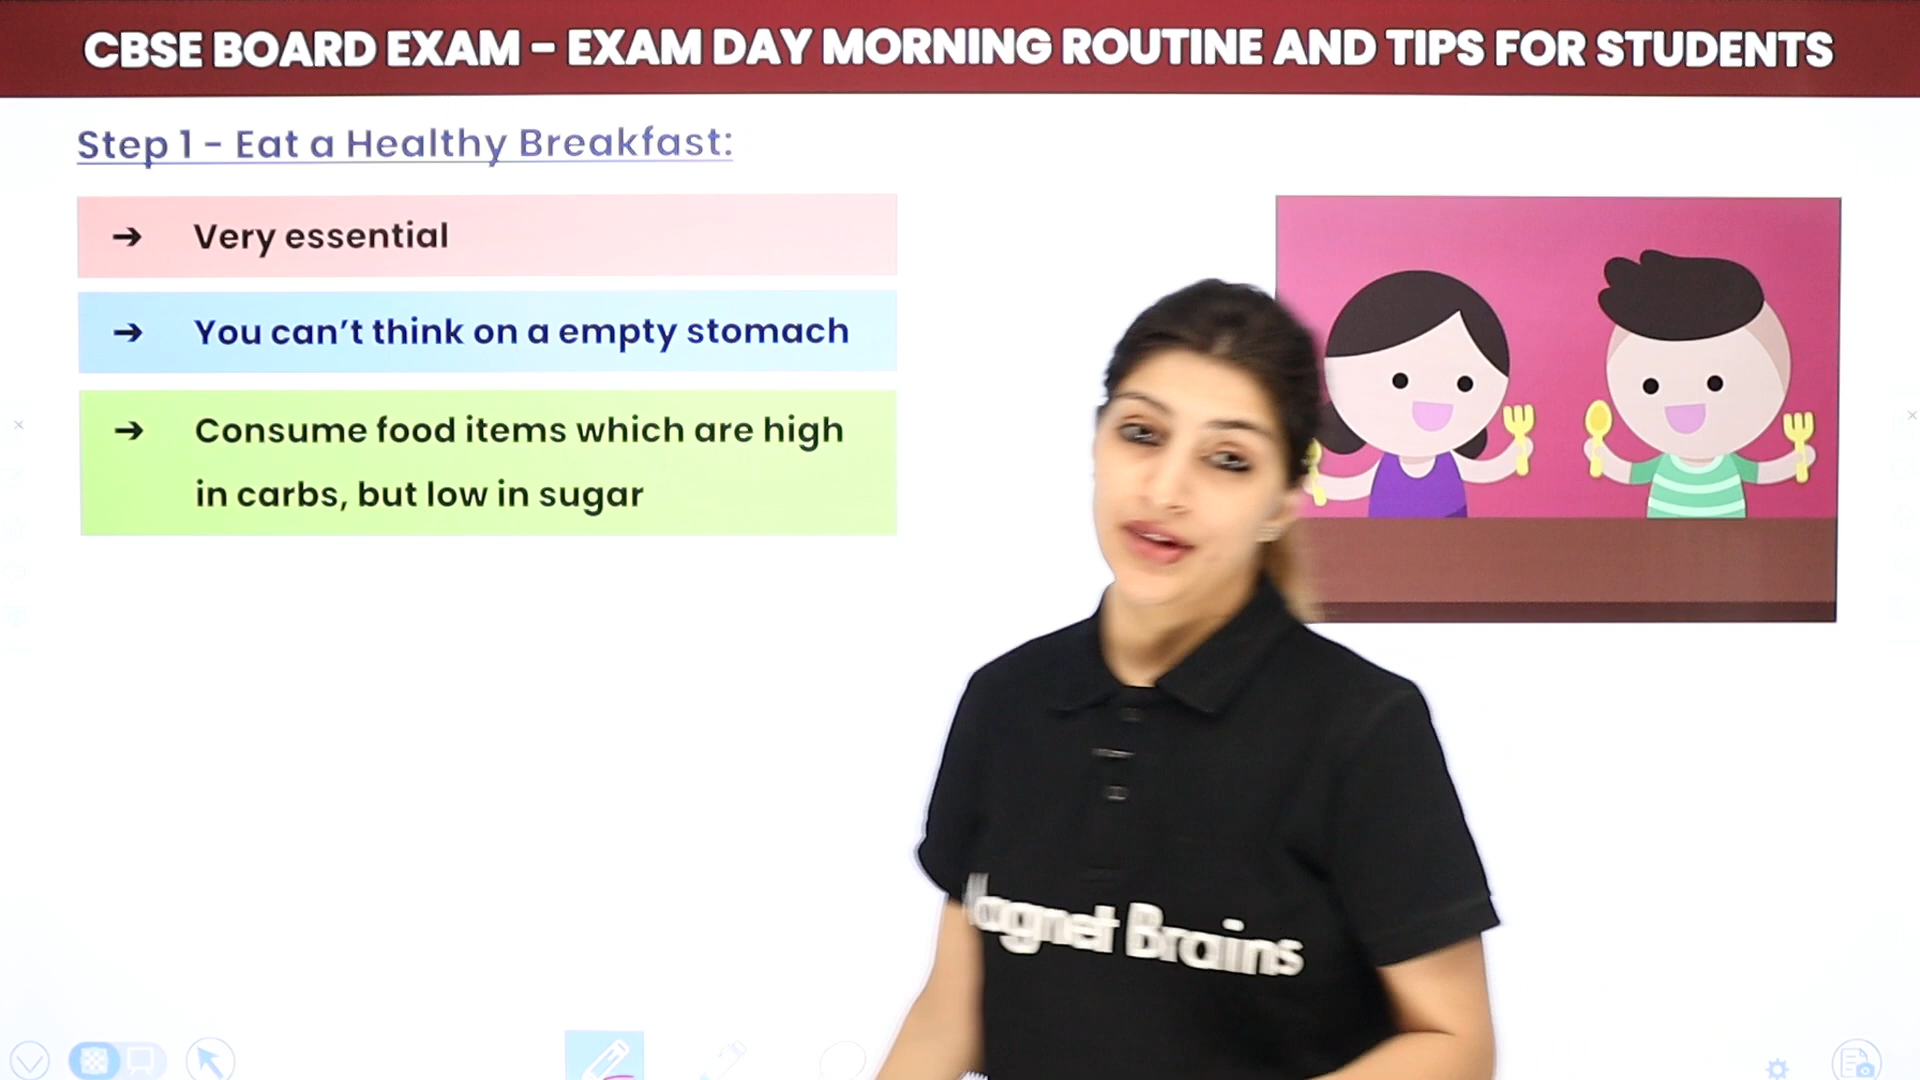 CBSE BOARD EXAM – EXAM DAY MORNING ROUTINE AND TIPS FOR STUDENTS
Step 1 - Eat a Healthy Breakfast:
➔ Very essential
➔ You can't think on a empty stomach
➔ Consume food items which are high
in carbs, but low in sugar
Magnet Brains